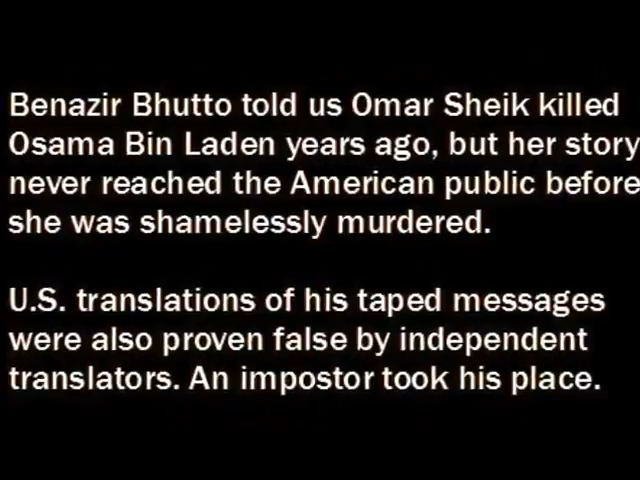 Benazir Bhutto told us Omar Sheik killed
Osama Bin Laden years ago, but her story
never reached the American public before
she was shamelessly murdered.
U.S. translations of his taped messages
were also proven false by independent
translators. An impostor took his place.